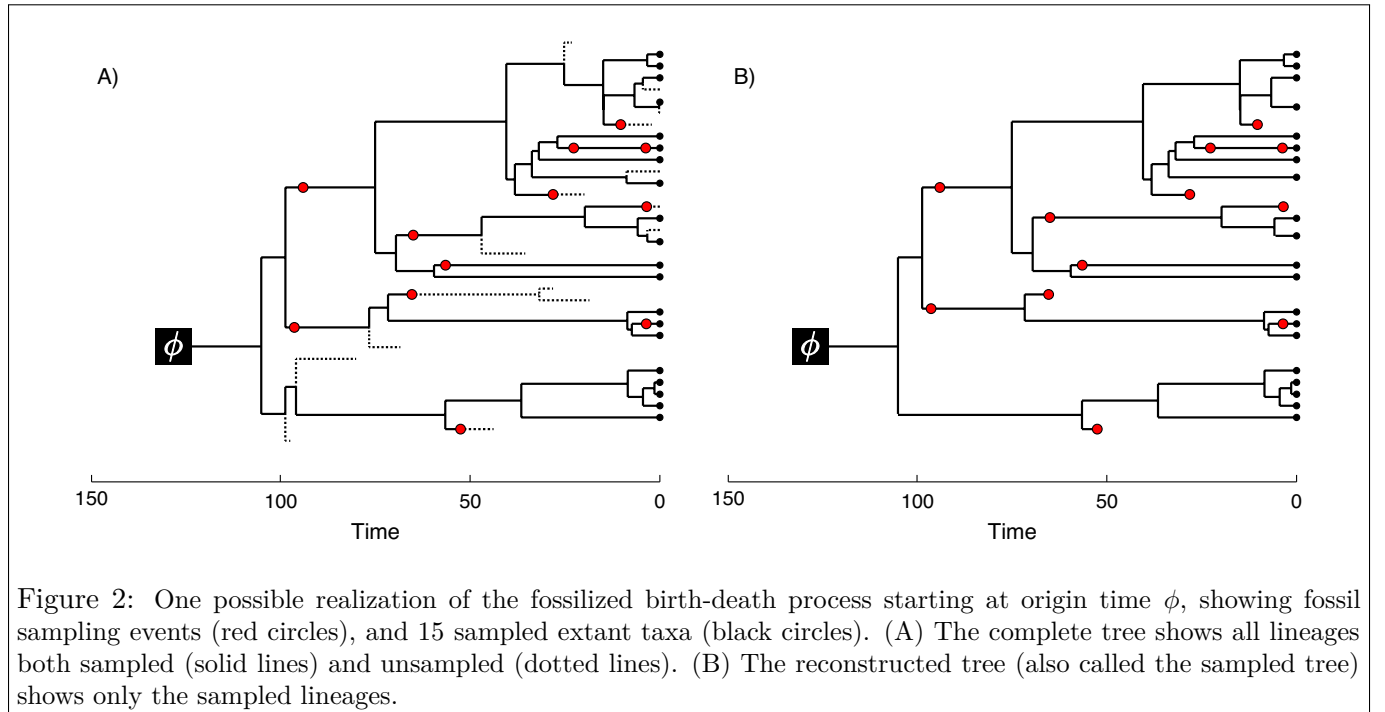 A)
B)
ϕ
ϕ
150 100 50 0
150 100 50 0
Time
Time
Figure 2: One possible realization of the fossilized birth-death process starting at origin time ϕ, showing fossil
sampling events (red circles), and 15 sampled extant taxa (black circles). (A) The complete tree shows all lineages
both sampled (solid lines) and unsampled (dotted lines). (B) The reconstructed tree (also called the sampled tree)
shows only the sampled lineages.